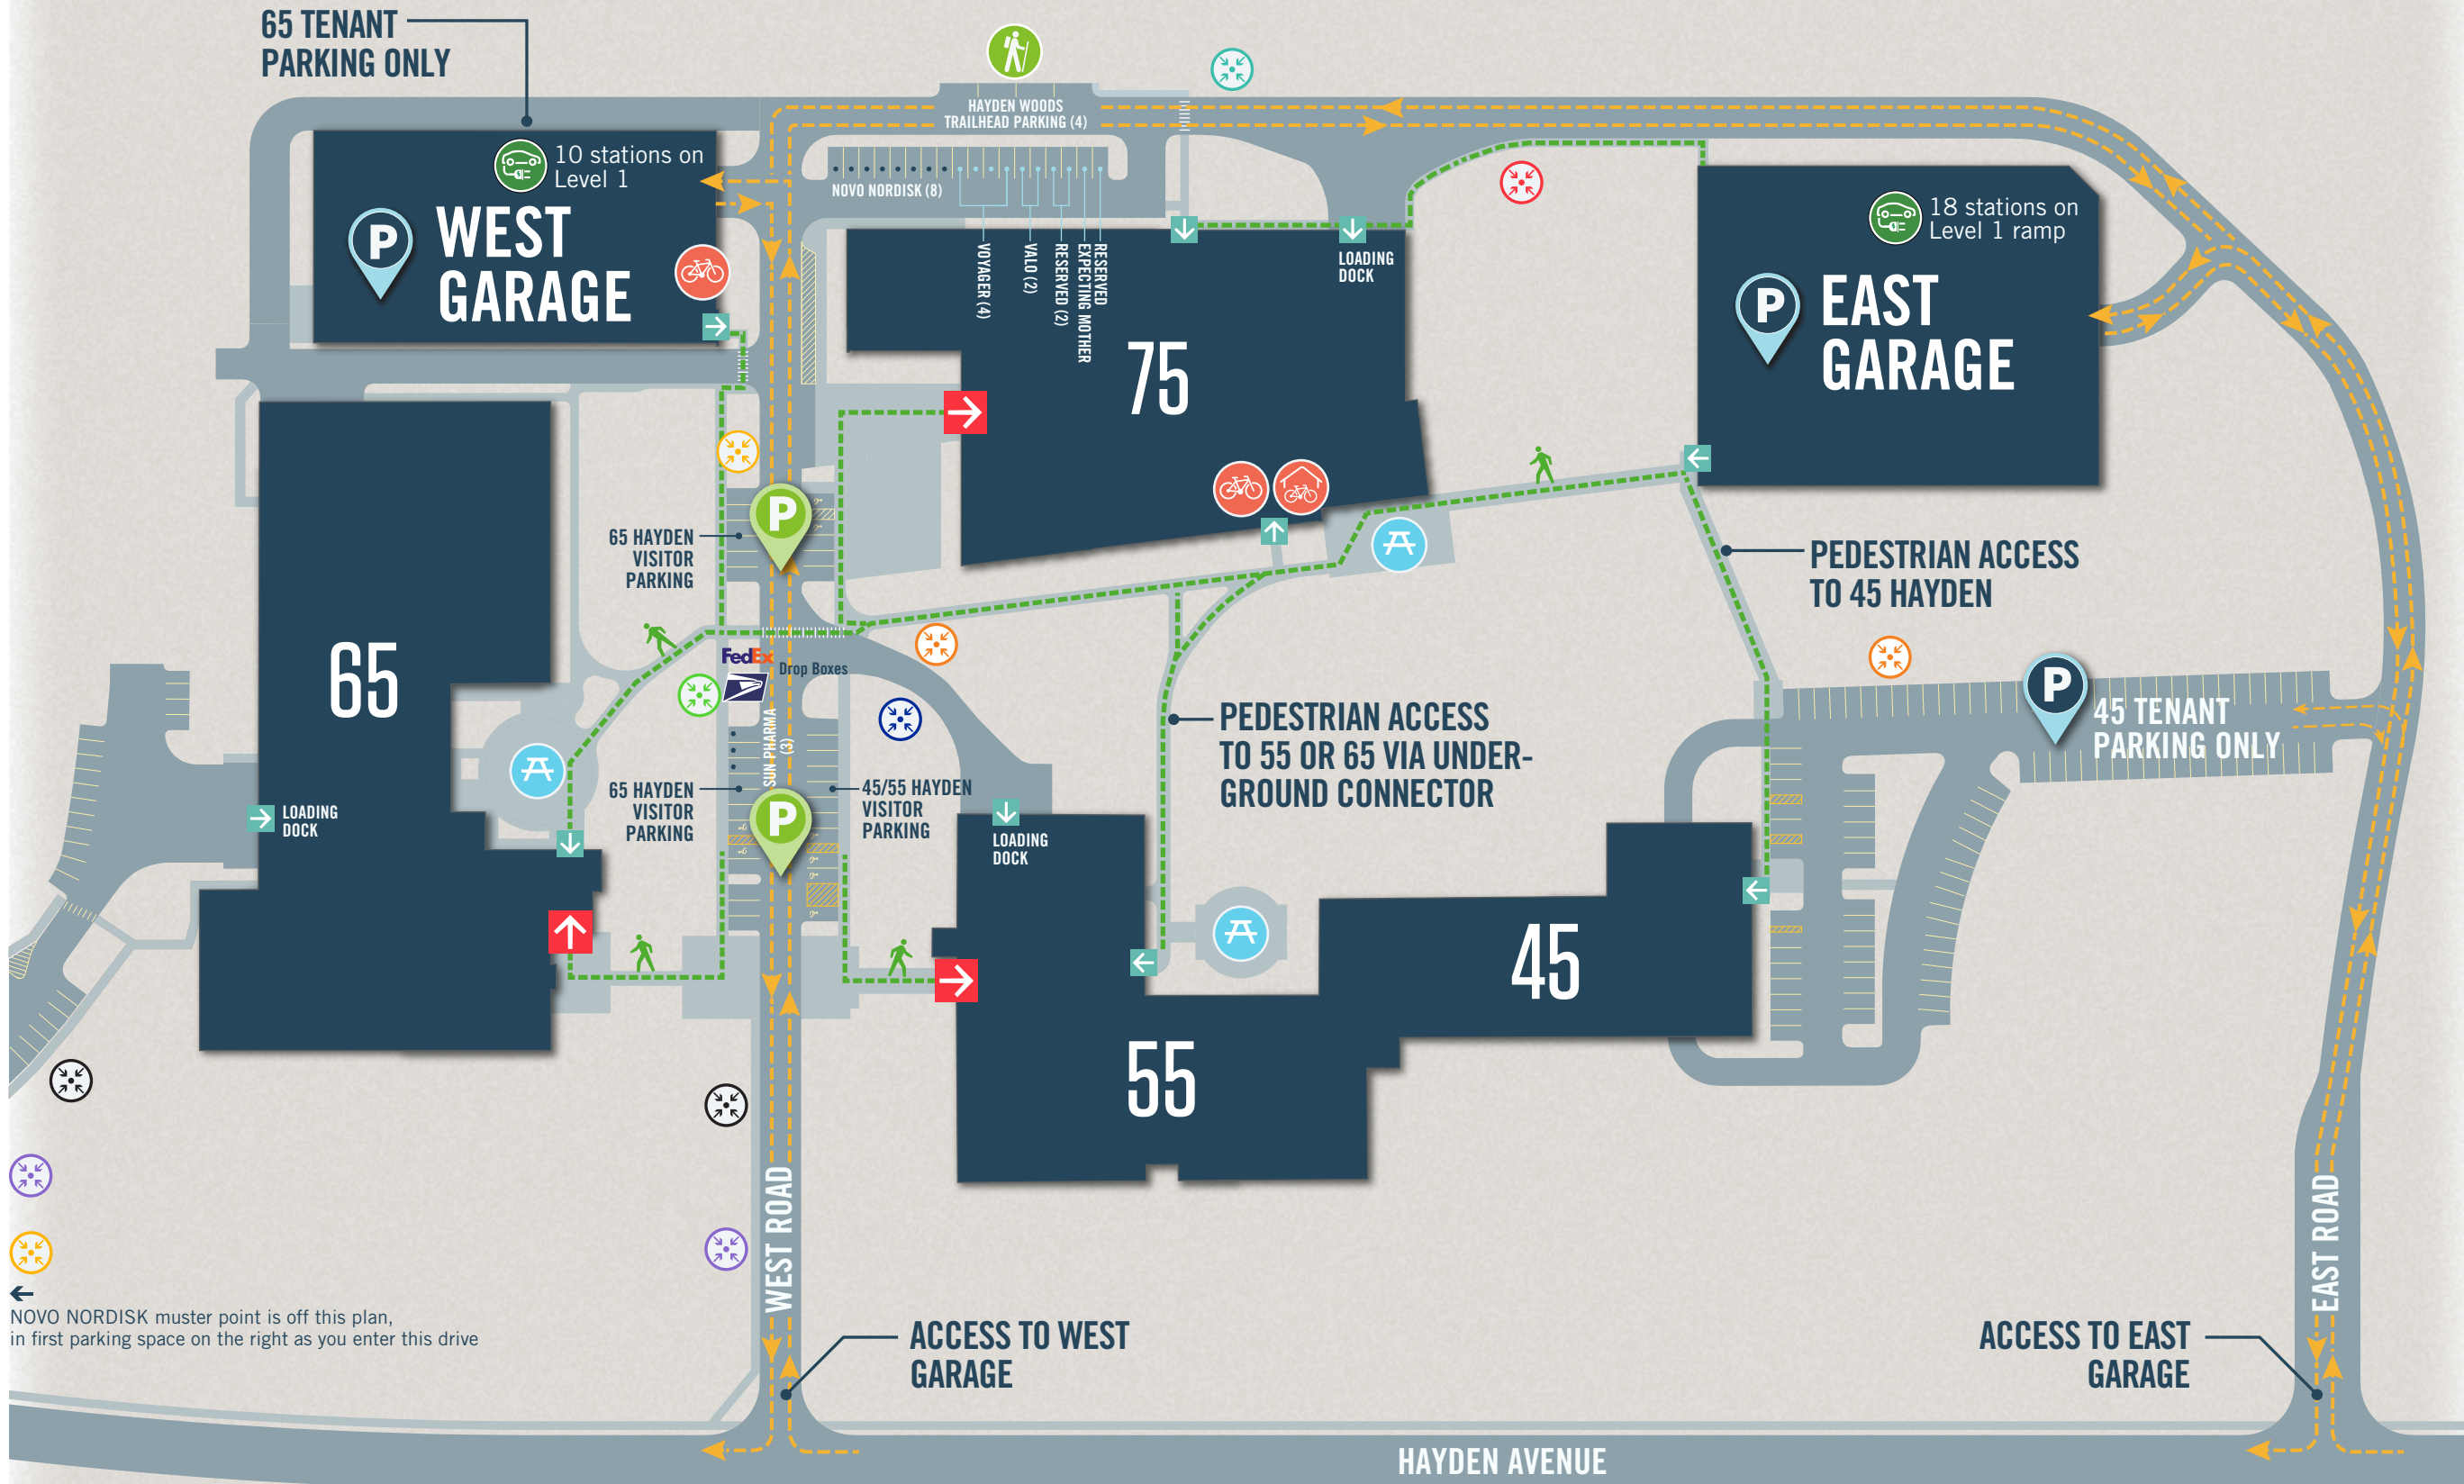 65 TENANT
PARKING ONLY
HAYDEN WOODS
TRAILHEAD PARKING (4)
10 stations on
Level 1
P
WEST
GARAGE
NOVO NORDISK (8)
VOYAGER (4)
VALO (2)
RESERVED (2)
EXPECTING MOTHER
RESERVED
LOADING
DOCK
75
18 stations on
Level 1 ramp
P
EAST
GARAGE
P
65 HAYDEN
VISITOR
PARKING
PEDESTRIAN ACCESS
TO 45 HAYDEN
65
FedEx
Drop Boxes
SUN PHARMA
(3)
P
45 TENANT
PARKING ONLY
PEDESTRIAN ACCESS
TO 55 OR 65 VIA UNDER-
GROUND CONNECTOR
LOADING
DOCK
65 HAYDEN
VISITOR
PARKING
P
45/55 HAYDEN
VISITOR
PARKING
LOADING
DOCK
45
55
WEST ROAD
EAST ROAD
NOVO NORDISK muster point is off this plan,
in first parking space on the right as you enter this drive
ACCESS TO WEST
GARAGE
ACCESS TO EAST
GARAGE
HAYDEN AVENUE